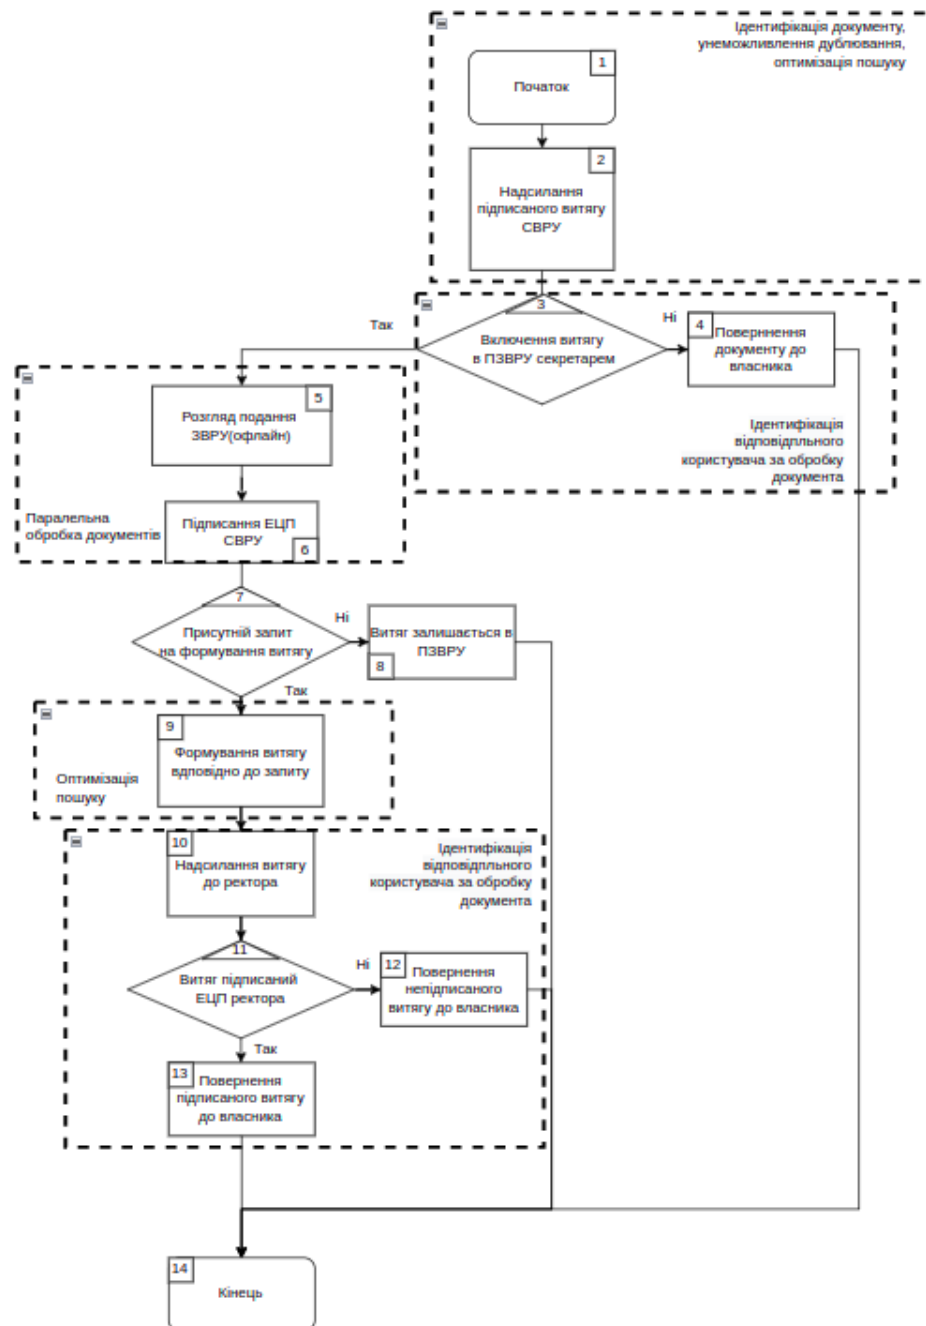 Ідентифікація документу,
унеможливлення дублювання,
оптимізація пошуку
1
Початок
2
Надсилання
підписаного витягу
СВРУ
3
Включення витягу
в ПЗВРУ секретарем
Так
Ні
4
Поверннення
документу до
власника
Ідентифікація
відповідпльного
користувача за обробку
документа
5
Розгляд подання
ЗВРУ(офлайн)
Паралельна
обробка документів
Підписання ЕЦП
СВРУ
6
7
Присутній запит
на формування витягу
Ні
Витяг залишається в
ПЗВРУ
8
Так
9
Формування витягу
вдповідно до запиту
Оптимізація
пошуку
10
Надсилання витягу
до ректора
Ідентифікація
відповідпльного
користувача за обробку
документа
11
Витяг підписаний
ЕЦП ректора
Ні
12
Повернення
непідписаного
витягу до власника
Так
13
Повернення
підписаного витягу
до власника
14
Кінець